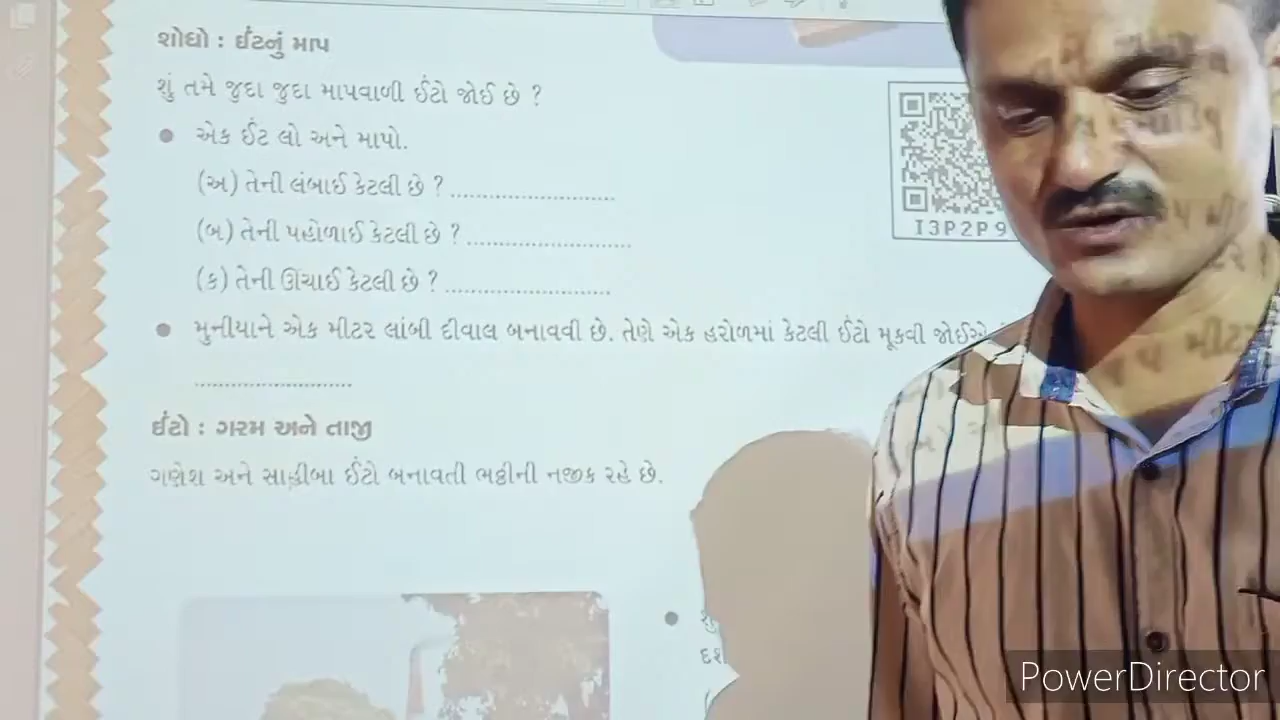 શોધો : ઈંટનું માપ
શું તમે જુદા જુદા માપવાળી ઈંટો જોઈ છે ?
● એક ઈંટ લો અને માપો.
(અ) તેની લંબાઈ કેટલી છે ? ..............................
(બ) તેની પહોળાઈ કેટલી છે ? ..............................
(ક) તેની ઊંચાઈ કેટલી છે ? ..............................
I3P2P9
● મુનીયાને એક મીટર લાંબી દીવાલ બનાવવી છે. તેણે એક હરોળમાં કેટલી ઈંટો મૂકવી જોઈએ
............................
ઈંટો : ગરમ અને તાજી
ગણેશ અને સાહીબા ઈંટો બનાવતી ભઠ્ઠીની નજીક રહે છે.
PowerDirector